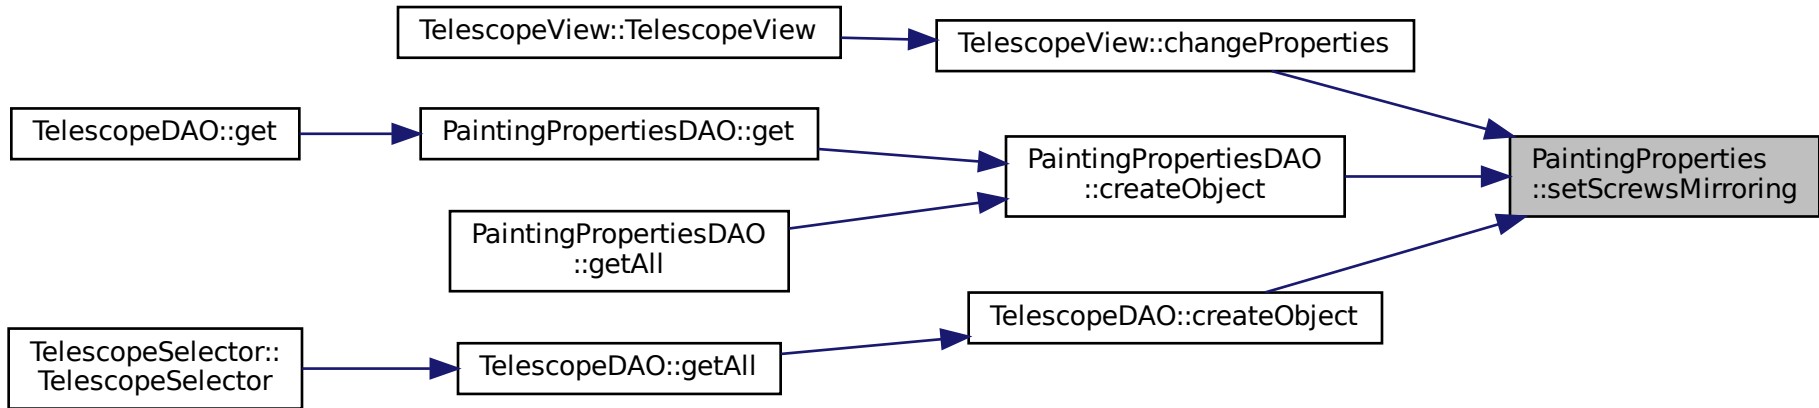 TelescopeView::TelescopeView
TelescopeView::changeProperties
TelescopeDAO::get
PaintingPropertiesDAO::get
PaintingPropertiesDAO
::createObject
PaintingProperties
::setScrewsMirroring
PaintingPropertiesDAO
::getAll
TelescopeDAO::createObject
TelescopeSelector::
TelescopeSelector
TelescopeDAO::getAll